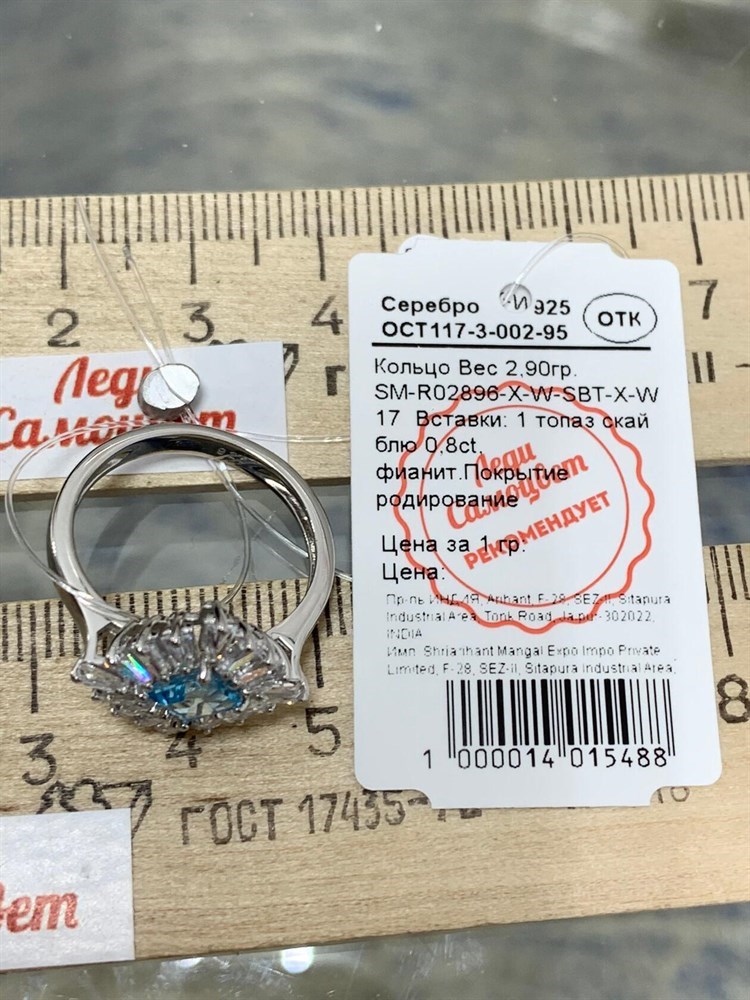 2 3 4 7
Леди
Самоцвет
Серебро 925
ОСТ117-3-002-95
ОТК
Кольцо Вес 2,90гр.
SM-R02896-X-W-SBT-X-W
17 Вставки: 1 топаз скай
блю 0,8ct.
фианит.Покрытие
родирование
Леди
Самоцвет
РЕКОМЕНДУЕТ
Цена за 1 гр:
Цена:
Пр-ль ИНДИЯ, Arihant, F-28, SEZ-II, Sitapura
Industrial Area, Tonk Road, Jaipur-302022,
INDIA
Имп. Shriarihant Mangal Expo Impo Private
Limited, F-28, SEZ-II, Sitapura Industrial Area,
1 000014 015488
3 4 5 8
ГОСТ 17435-72